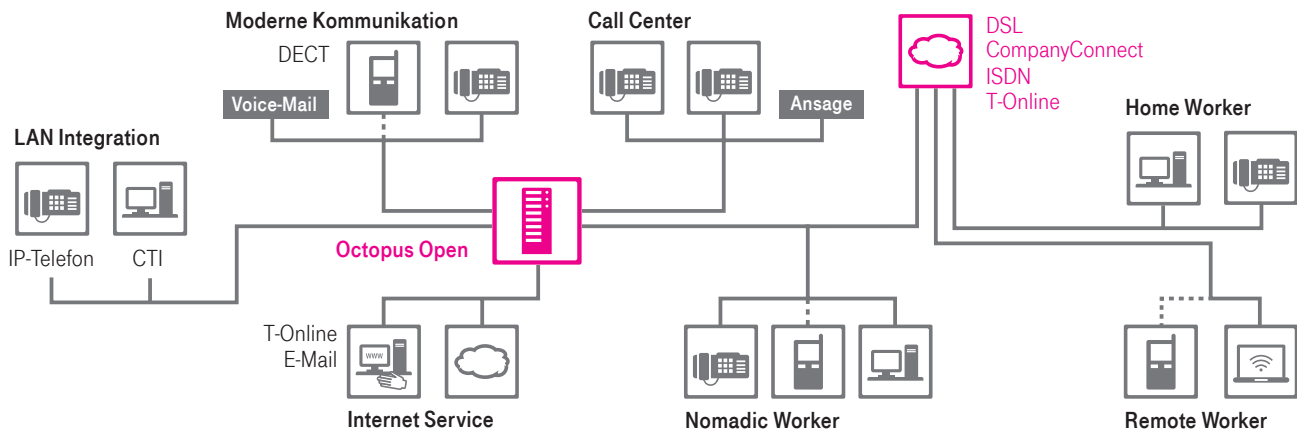 Moderne Kommunikation
DECT
Voice-Mail
Call Center
Ansage
DSL
CompanyConnect
ISDN
T-Online
Home Worker
LAN Integration
IP-Telefon
CTI
Octopus Open
T-Online
E-Mail
www
Internet Service
Nomadic Worker
Remote Worker